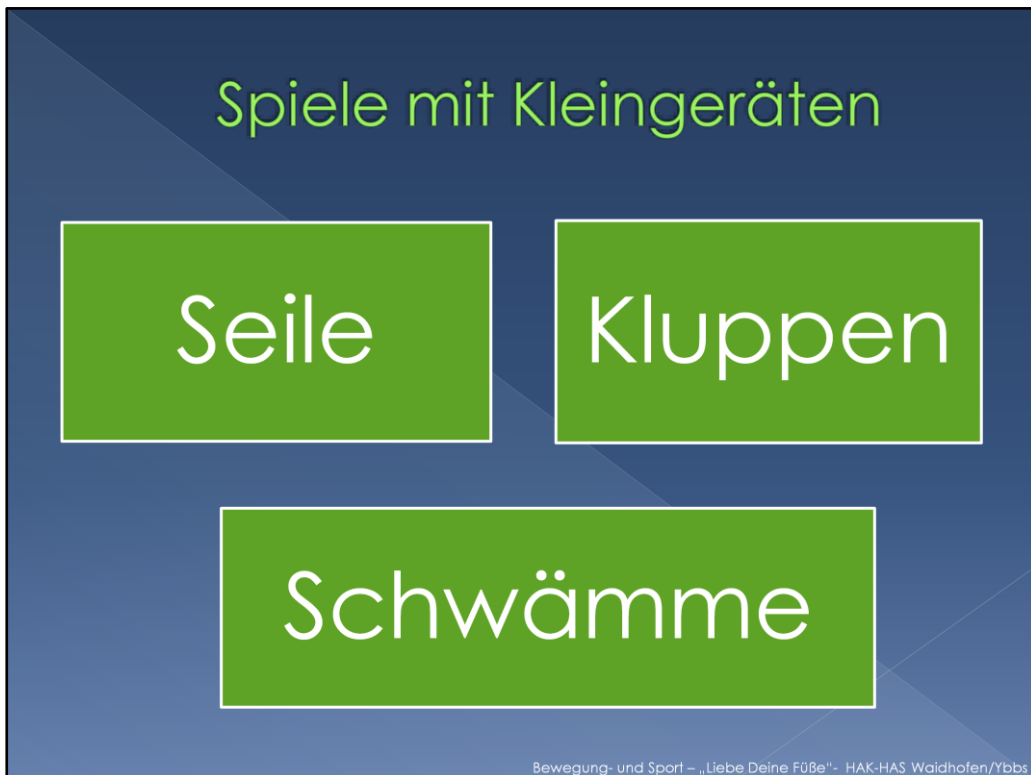 Spiele mit Kleingeräten
Seile
Kluppen
Schwämme
Bewegung- und Sport – „Liebe Deine Füße"- HAK-HAS Waidhofen/Ybbs